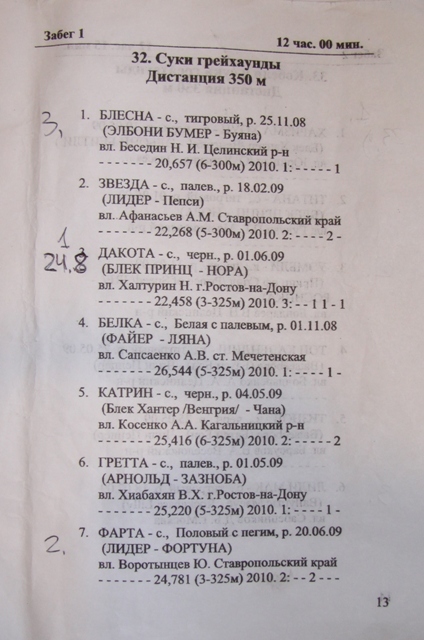 Забег 1
12 час. 00 мин.
32. Суки грейхаунды
Дистанция 350 м
3,
1. БЛЕСНА - с., тигровый, р. 25.11.08
(ЭЛБОНИ БУМЕР - Буяна)
вл. Беседин Н. И. Целинский р-н
- - - - - - - 20,657 (6-300м) 2010. 1: - - - - - 1
2. ЗВЕЗДА - с., палев., р. 18.02.09
(ЛИДЕР - Пепси)
вл. Афанасьев А.М. Ставропольский край
- - - - - - - 22,268 (5-300м) 2010. 2: - - - - 2 -
1
24,8
3. ДАКОТА - с., черн., р. 01.06.09
(БЛЕК ПРИНЦ - НОРА)
вл. Халтурин Н. г.Ростов-на-Дону
- - - - - - - 22,458 (3-325м) 2010. 3: - - 1 1 - 1
4. БЕЛКА - с., Белая с палевым, р. 01.11.08
(ФАЙЕР - ЛЯНА)
вл. Сапсаенко А.В. ст. Мечетенская
- - - - - - - 26,544 (5-325м) 2010. 1: - - - - 1 -
5. КАТРИН - с., черн., р. 04.05.09
(Блек Хантер /Венгрия/ - Чана)
вл. Косенко А.А. Кагальницкий р-н
- - - - - - - 25,416 (6-325м) 2010. 2: - - - - - 2
6. ГРЕТТА - с., палев., р. 01.05.09
(АРНОЛЬД - ЗАЗНОБА)
вл. Хиабахян В.Х. г.Ростов-на-Дону
- - - - - - - 25,220 (5-325м) 2010. 1: - - - - 1 -
2,
7. ФАРТА - с., Половый с пегим, р. 20.06.09
(ЛИДЕР - ФОРТУНА)
вл. Воротынцев Ю. Ставропольский край
- - - - - - - 24,781 (3-325м) 2010. 2: - - 2 - - -
13